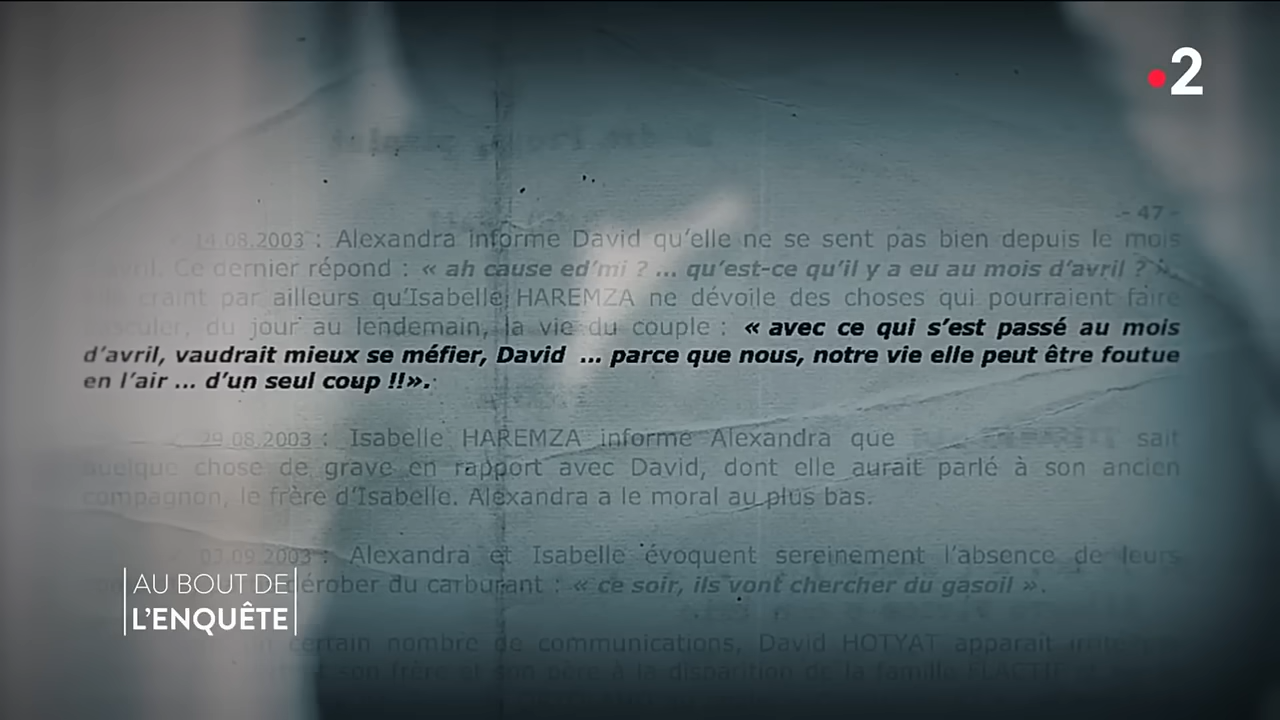 2
- 47 -
14.08.2003 : Alexandra informe David qu'elle ne se sent pas bien depuis le mois
d'avril. Ce dernier répond : « ah cause ed'mi ? ... qu'est-ce qu'il y a eu au mois d'avril ? ».
craint par ailleurs qu'Isabelle HAREMZA ne dévoile des choses qui pourraient faire
basculer, du jour au lendemain, la vie du couple : « avec ce qui s'est passé au mois
d'avril, vaudrait mieux se méfier, David ... parce que nous, notre vie elle peut être foutue
en l'air ... d'un seul coup !!».
29.08.2003 : Isabelle HAREMZA informe Alexandra que sait
quelque chose de grave en rapport avec David, dont elle aurait parlé à son ancien
compagnon, le frère d'Isabelle. Alexandra a le moral au plus bas.
03.09.2003 : Alexandra et Isabelle évoquent sereinement l'absence de leurs
dérober du carburant : « ce soir, ils vont chercher du gasoil ».
certain nombre de communications, David HOTYAT apparaît
son frère et son père à la disparition de la famille FLACTIF
AU BOUT DE
L'ENQUÊTE